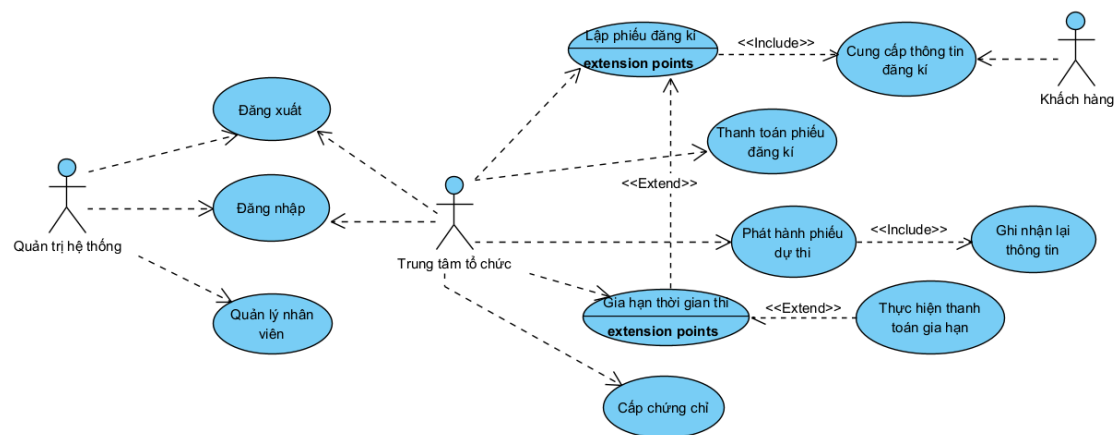 Lập phiếu đăng kí
extension points
<<Include>>
Cung cấp thông tin
đăng kí
Khách hàng
Đăng xuất
Thanh toán phiếu
đăng kí
<<Extend>>
Quản trị hệ thống
Đăng nhập
Trung tâm tổ chức
Phát hành phiếu
dự thi
<<Include>>
Ghi nhận lại
thông tin
Quản lý nhân
viên
Gia hạn thời gian thi
extension points
<<Extend>>
Thực hiện thanh
toán gia hạn
Cấp chứng chỉ